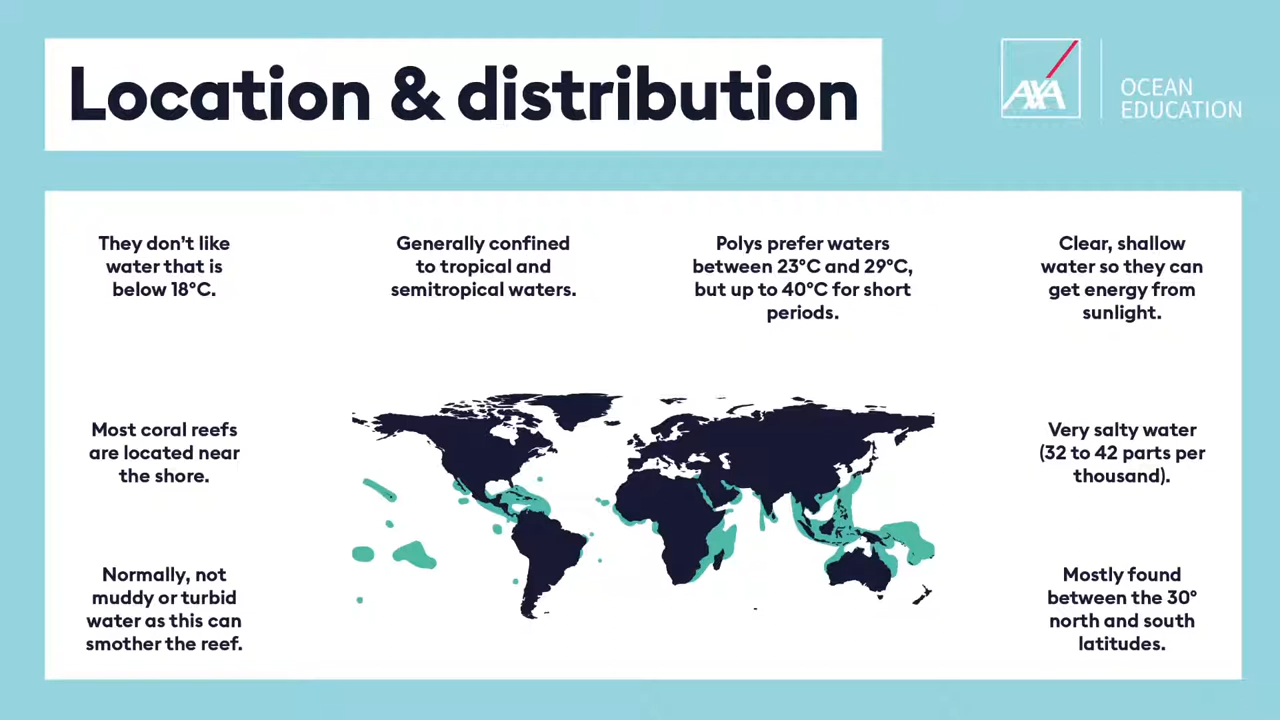 Location & distribution
AXA
OCEAN
EDUCATION
They don’t like
water that is
below 18°C.
Generally confined
to tropical and
semitropical waters.
Polys prefer waters
between 23°C and 29°C,
but up to 40°C for short
periods.
Clear, shallow
water so they can
get energy from
sunlight.
Most coral reefs
are located near
the shore.
Very salty water
(32 to 42 parts per
thousand).
Normally, not
muddy or turbid
water as this can
smother the reef.
Mostly found
between the 30°
north and south
latitudes.